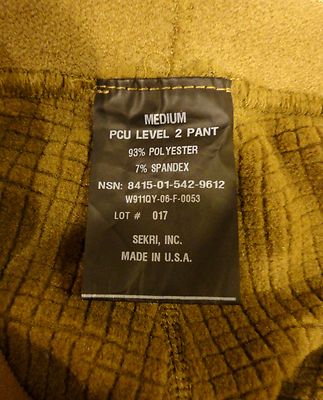 MEDIUM
PCU LEVEL 2 PANT
93% POLYESTER
7% SPANDEX
NSN: 8415-01-542-9612
W911QY-06-F-0053
LOT # 017
SEKRI, INC.
MADE IN U.S.A.